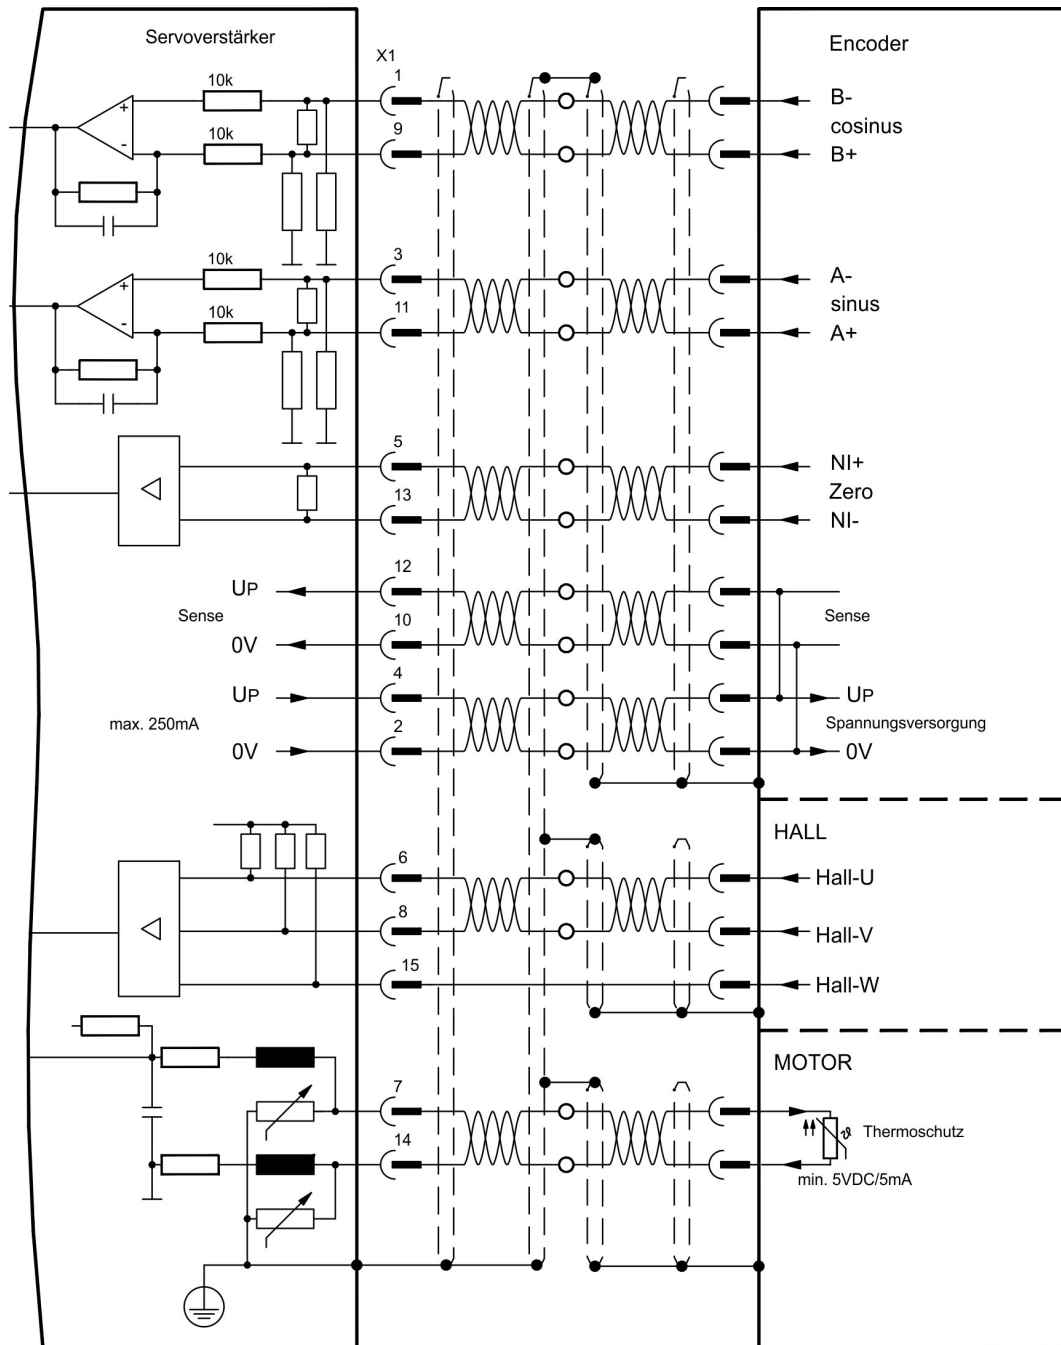 Servoverstärker
X1
Encoder
10k
1
B-
cosinus
10k
9
B+
+
-
10k
3
A-
sinus
10k
11
A+
+
-
5
NI+
Zero
13
NI-
UP
12
Sense
Sense
0V
10
UP
4
UP
max. 250mA
Spannungsversorgung
0V
2
0V
HALL
6
Hall-U
8
Hall-V
15
Hall-W
MOTOR
7
ϑ Thermoschutz
14
min. 5VDC/5mA